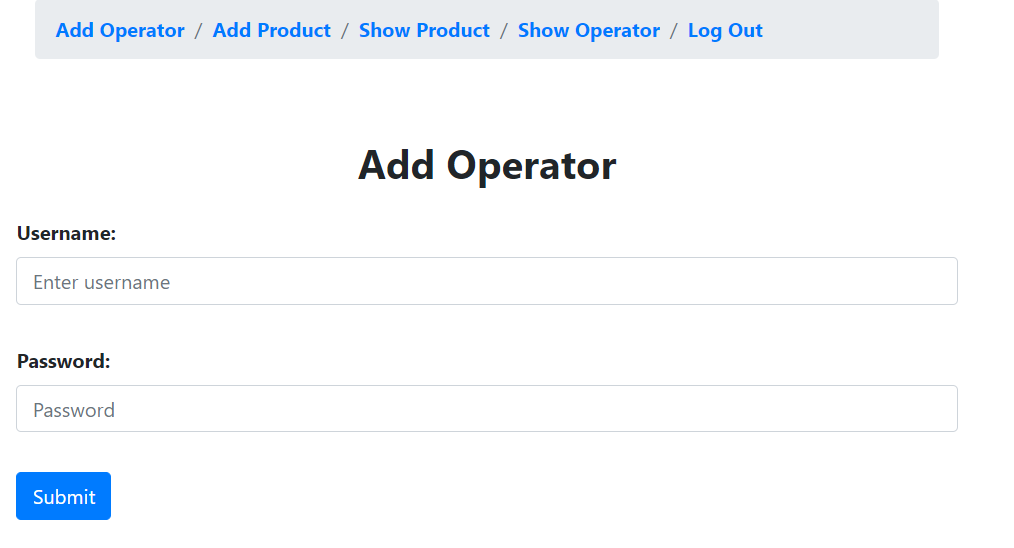 Add Operator / Add Product / Show Product / Show Operator / Log Out
Add Operator
Username:
Enter username
Password:
Password
Submit